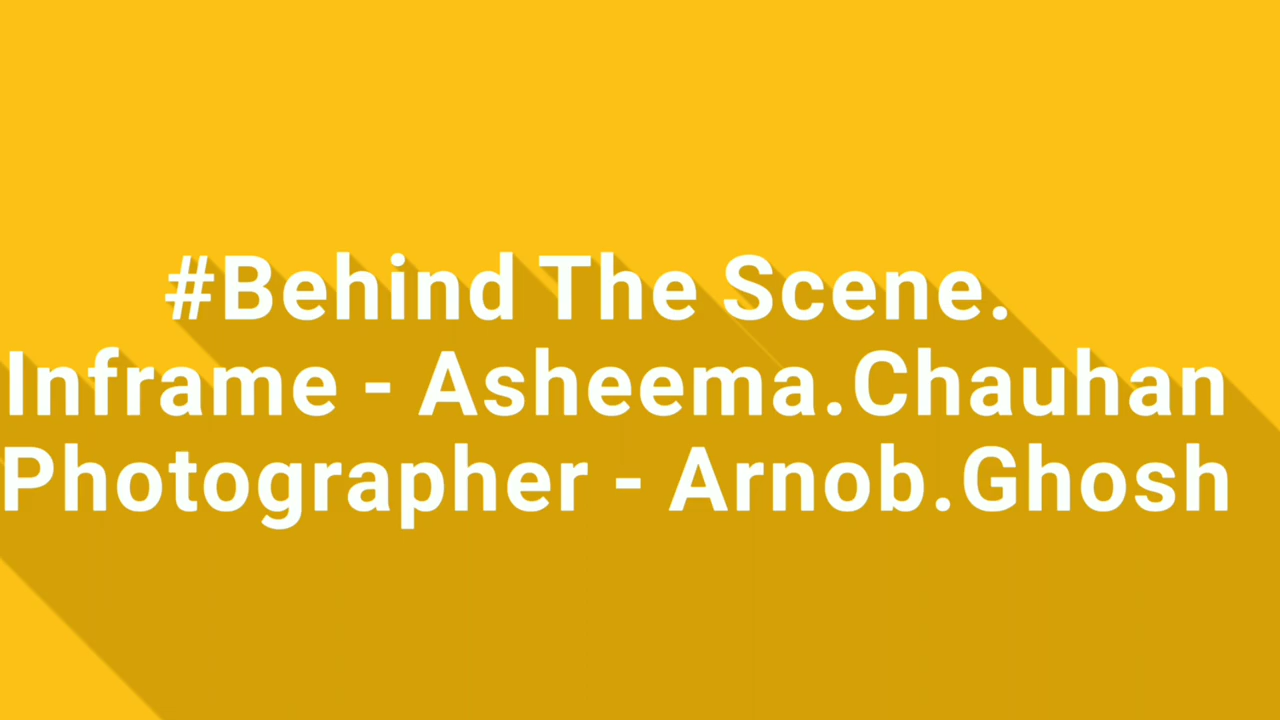 #Behind The Scene.
Inframe - Asheema.Chauhan
Photographer - Arnob.Ghosh